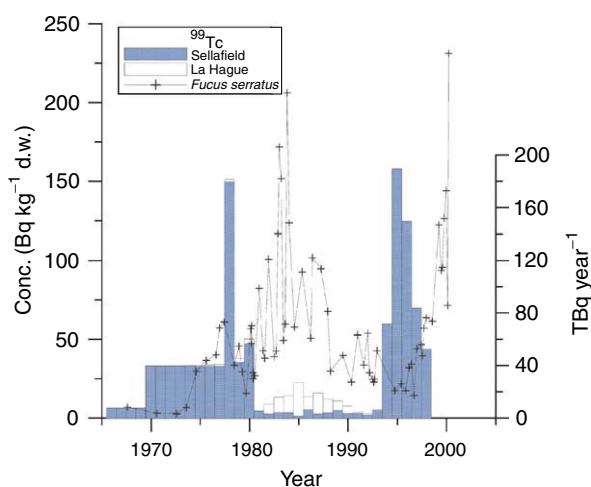 250
200
150
100
50
0
Conc. (Bq kg⁻¹ d.w.)
⁹⁹Tc
Sellafield
La Hague
Fucus serratus
200
160
120
80
40
0
TBq year⁻¹
1970 1980 1990 2000
Year